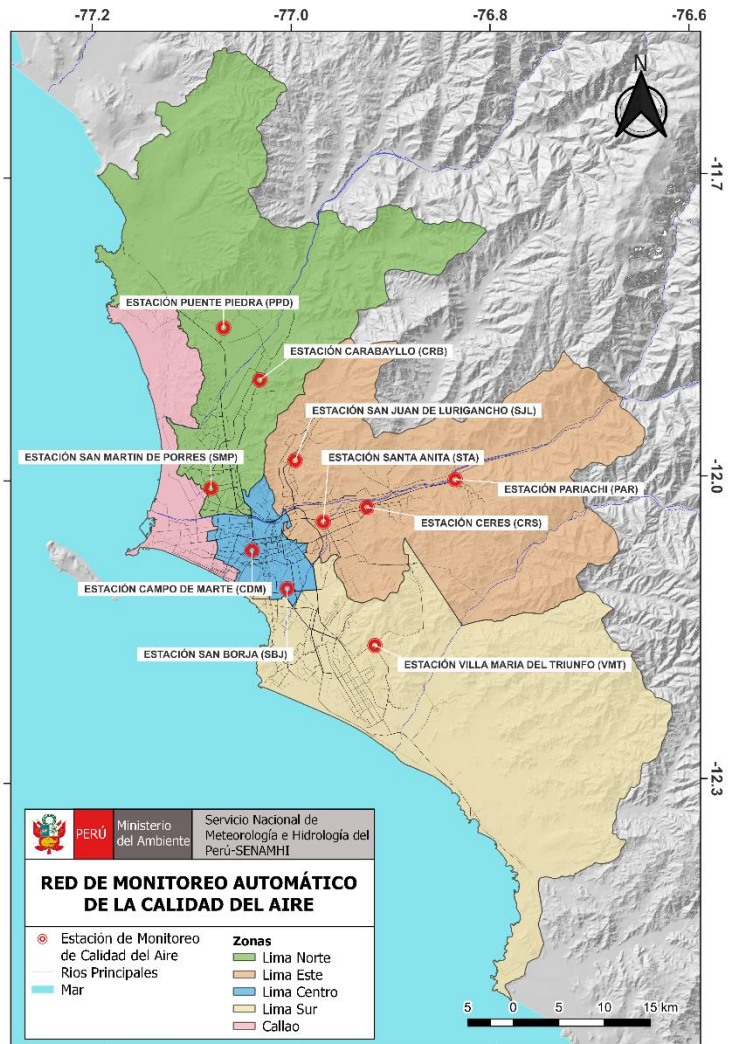 -77.2
-77.0
-76.8
-76.6
N
-11.7
ESTACIÓN PUENTE PIEDRA (PPD)
ESTACIÓN CARABAYLLO (CRB)
ESTACIÓN SAN JUAN DE LURIGANCHO (SJL)
ESTACIÓN SAN MARTIN DE PORRES (SMP)
ESTACIÓN SANTA ANITA (STA)
-12.0
ESTACIÓN PARIACHI (PAR)
ESTACIÓN CERES (CRS)
ESTACIÓN CAMPO DE MARTE (CDM)
ESTACIÓN SAN BORJA (SBJ)
ESTACIÓN VILLA MARIA DEL TRIUNFO (VMT)
-12.3
PERÚ
Ministerio
del Ambiente
Servicio Nacional de
Meteorología e Hidrología del
Perú-SENAMHI
RED DE MONITOREO AUTOMÁTICO
DE LA CALIDAD DEL AIRE
Estación de Monitoreo
de Calidad del Aire
Rios Principales
Mar
Zonas
Lima Norte
Lima Este
Lima Centro
Lima Sur
Callao
5 0 5 10 15 km